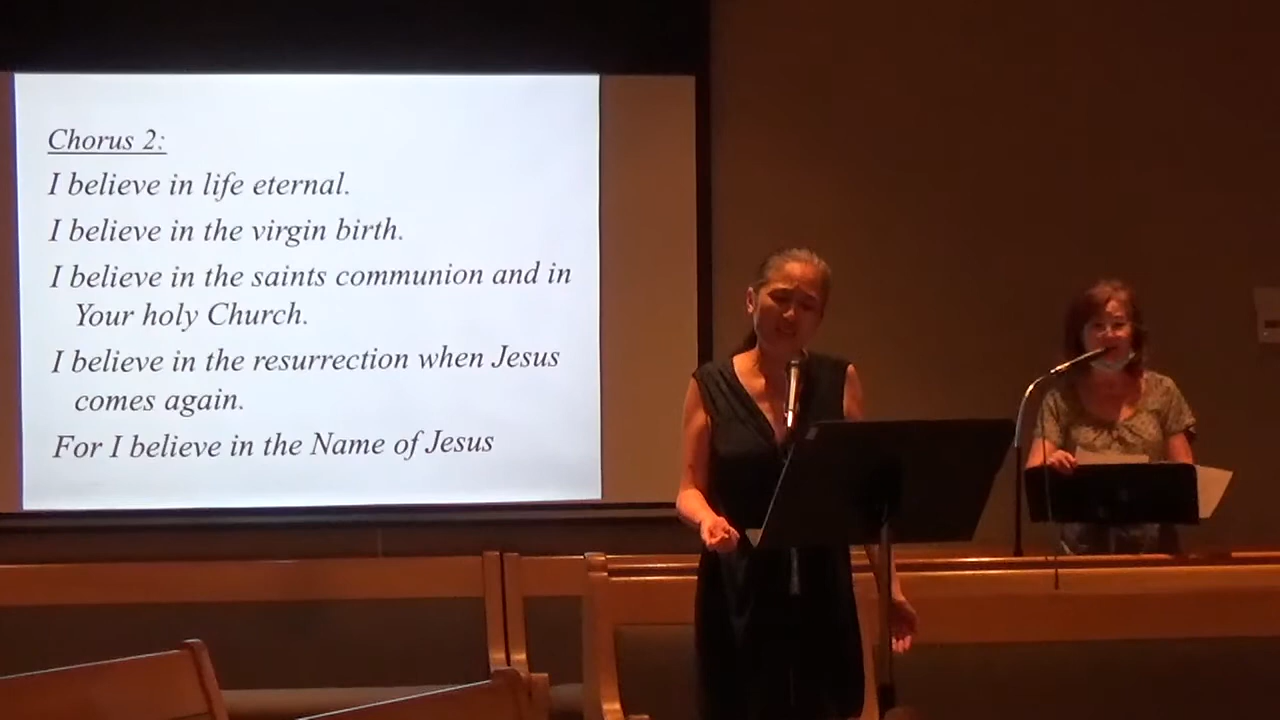 Chorus 2:
I believe in life eternal.
I believe in the virgin birth.
I believe in the saints communion and in
Your holy Church.
I believe in the resurrection when Jesus
comes again.
For I believe in the Name of Jesus